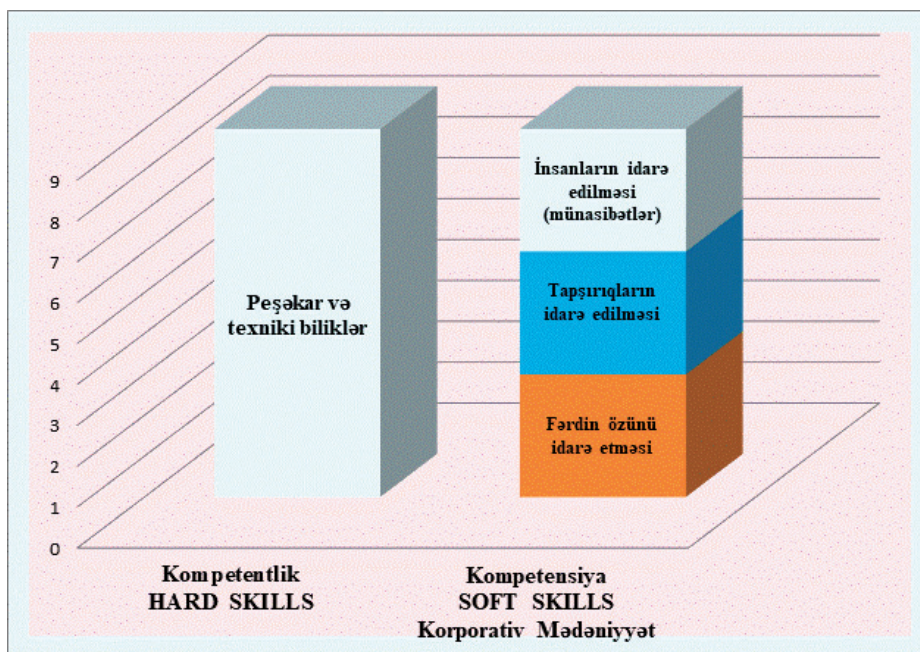 9
8
7
6
5
4
3
2
1
0
Peşəkar və
texniki biliklər
İnsanların idarə
edilməsi
(münasibətlər)
Tapşırıqların
idarə edilməsi
Fərdin özünü
idarə etməsi
Kompetentlik
HARD SKILLS
Kompetensiya
SOFT SKILLS
Korporativ Mədəniyyət